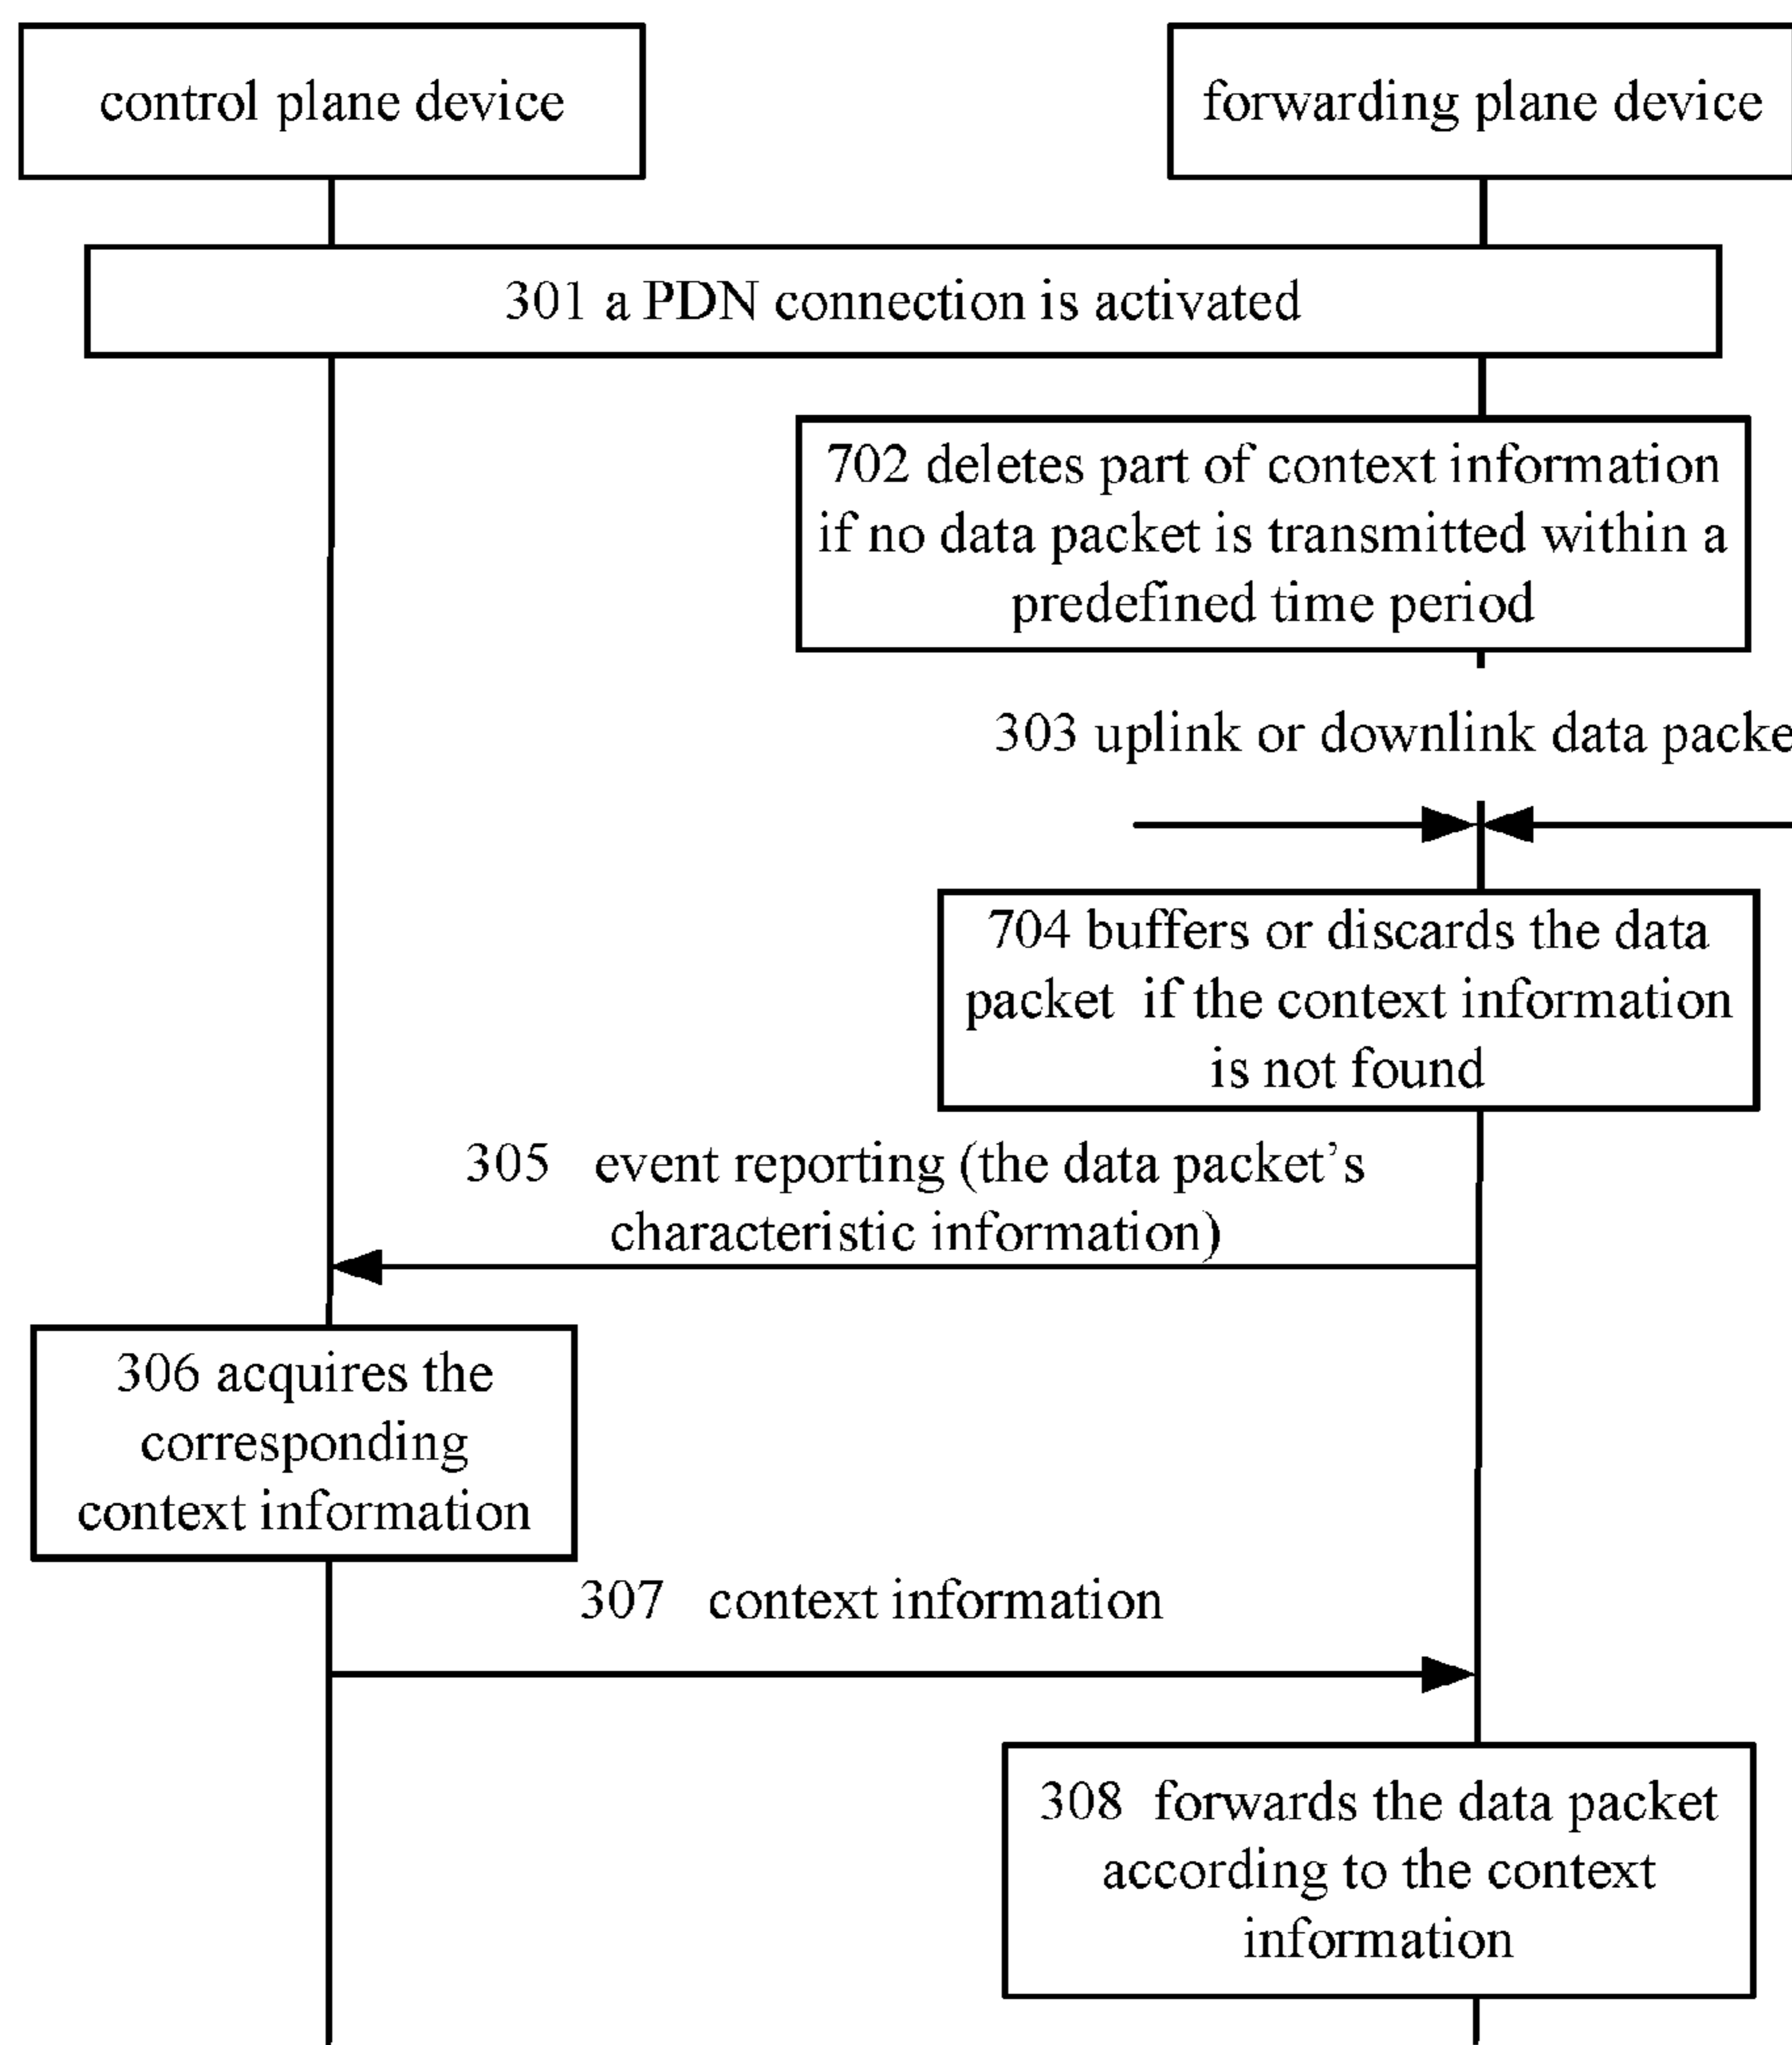 control plane device
forwarding plane device
301 a PDN connection is activated
702 deletes part of context information
if no data packet is transmitted within a
predefined time period
303 uplink or downlink data packe
704 buffers or discards the data
packet if the context information
is not found
305 event reporting (the data packet’s
characteristic information)
306 acquires the
corresponding
context information
307 context information
308 forwards the data packet
according to the context
information